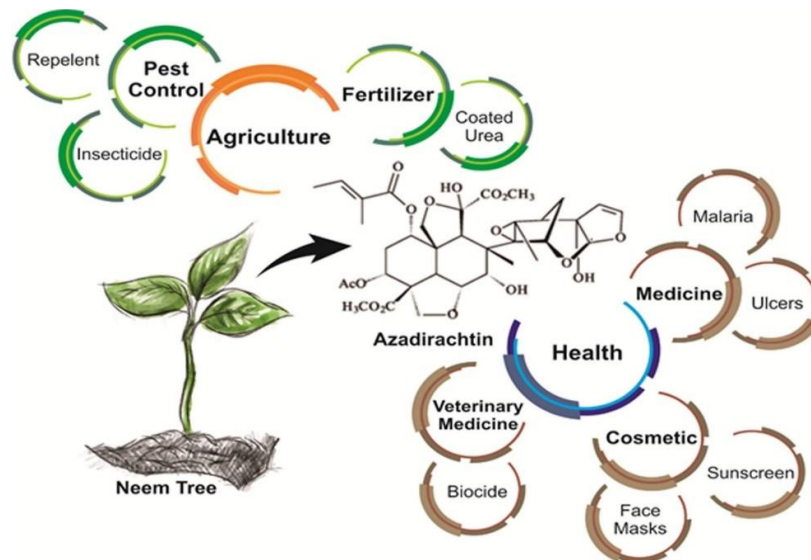 Repelent
Pest
Control
Insecticide
Agriculture
Fertilizer
Coated
Urea
O
O
HO
CO₂CH₃
O
O
O
O
OH
AcO
H₃CO₂C
O
OH
Azadirachtin
Neem Tree
Health
Medicine
Malaria
Ulcers
Veterinary
Medicine
Biocide
Cosmetic
Sunscreen
Face
Masks